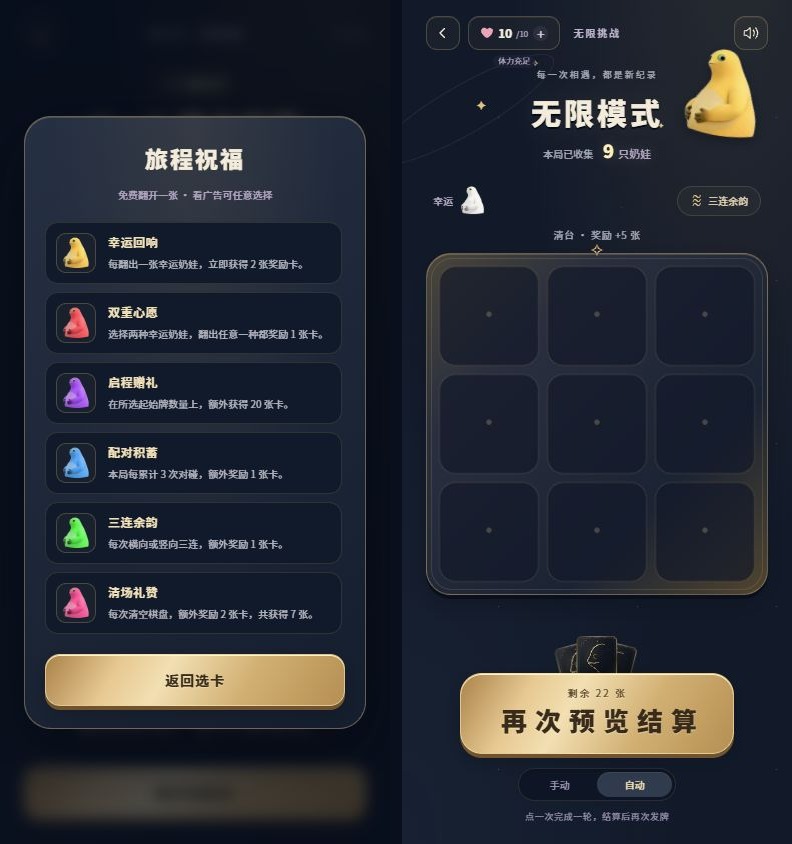 旅程祝福
免费翻开一张 · 看广告可任意选择
幸运回响
每翻出一张幸运奶娃，立即获得 2 张奖励卡。
双重心愿
选择两种幸运奶娃，翻出任意一种都奖励 1 张卡。
启程赠礼
在所选起始牌数量上，额外获得 20 张卡。
配对积蓄
本局每累计 3 次对碰，额外奖励 1 张卡。
三连余韵
每次横向或竖向三连，额外奖励 1 张卡。
清场礼赞
每次清空棋盘，额外奖励 2 张卡，共获得 7 张。
返回选卡
10 /10 +
无限挑战
体力充足
每一次相遇，都是新纪录
无限模式
本局已收集 9 只奶娃
幸运
三连余韵
清台 · 奖励 +5 张
剩余 22 张
再次预览结算
手动
自动
点一次完成一轮，结算后再次发牌